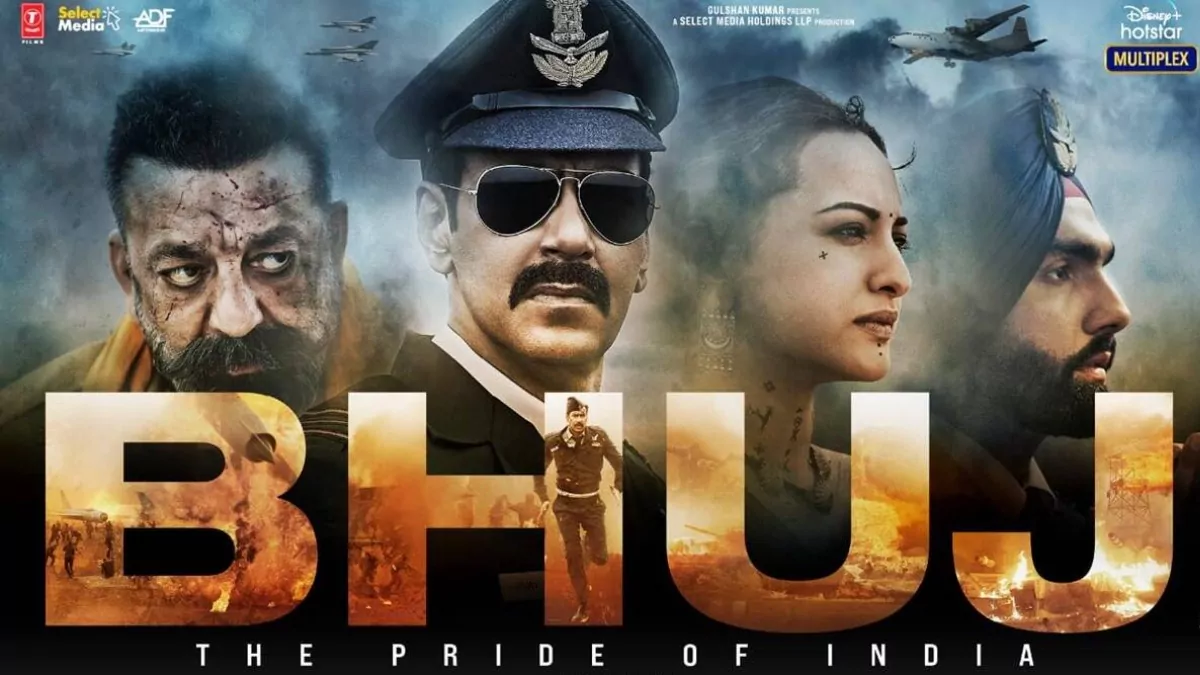 T
FILMS
Select
Media
ADF
GULSHAN KUMAR PRESENTS
A SELECT MEDIA HOLDINGS LLP PRODUCTION
Disney+
hotstar
MULTIPLEX
BHUJ
THE PRIDE OF INDIA